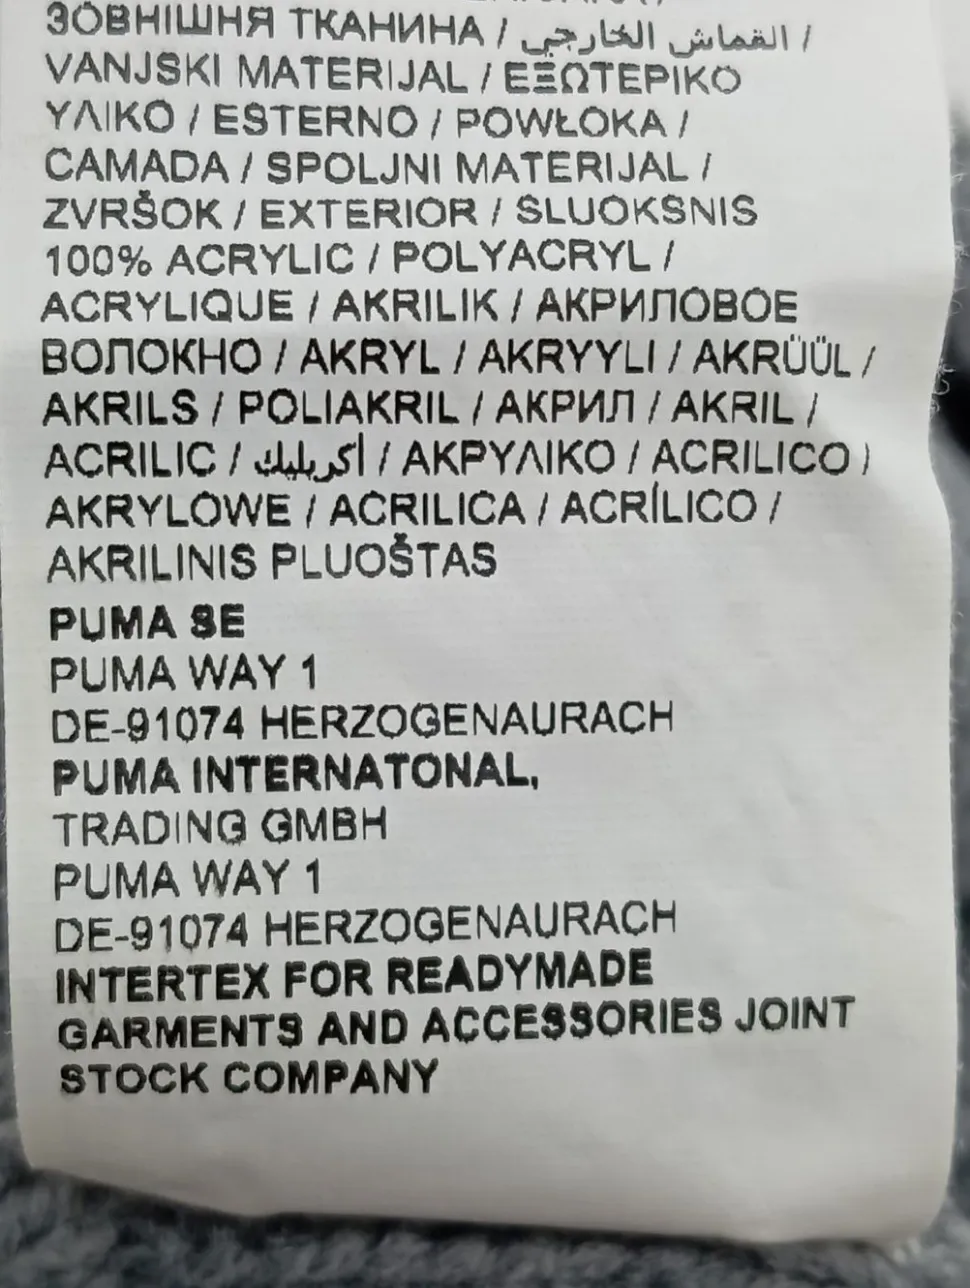 ЗОВНІШНЯ ТКАНИНА / القماش الخارجي /
VANJSKI MATERIJAL / ΕΞΩΤΕΡΙΚΟ
ΥΛΙΚΟ / ESTERNO / POWŁOKA /
CAMADA / SPOLJNI MATERIJAL /
ZVRŠOK / EXTERIOR / SLUOKSNIS
100% ACRYLIC / POLYACRYL /
ACRYLIQUE / AKRILIK / АКРИЛОВОЕ
ВОЛОКНО / AKRYL / AKRYYLI / AKRÜÜL /
AKRILS / POLIAKRIL / АКРИЛ / AKRIL /
ACRILIC / أكريليك / ΑΚΡΥΛΙΚΟ / ACRILICO /
AKRYLOWE / ACRILICA / ACRÍLICO /
AKRILINIS PLUOŠTAS
PUMA SE
PUMA WAY 1
DE-91074 HERZOGENAURACH
PUMA INTERNATONAL,
TRADING GMBH
PUMA WAY 1
DE-91074 HERZOGENAURACH
INTERTEX FOR READYMADE
GARMENTS AND ACCESSORIES JOINT
STOCK COMPANY